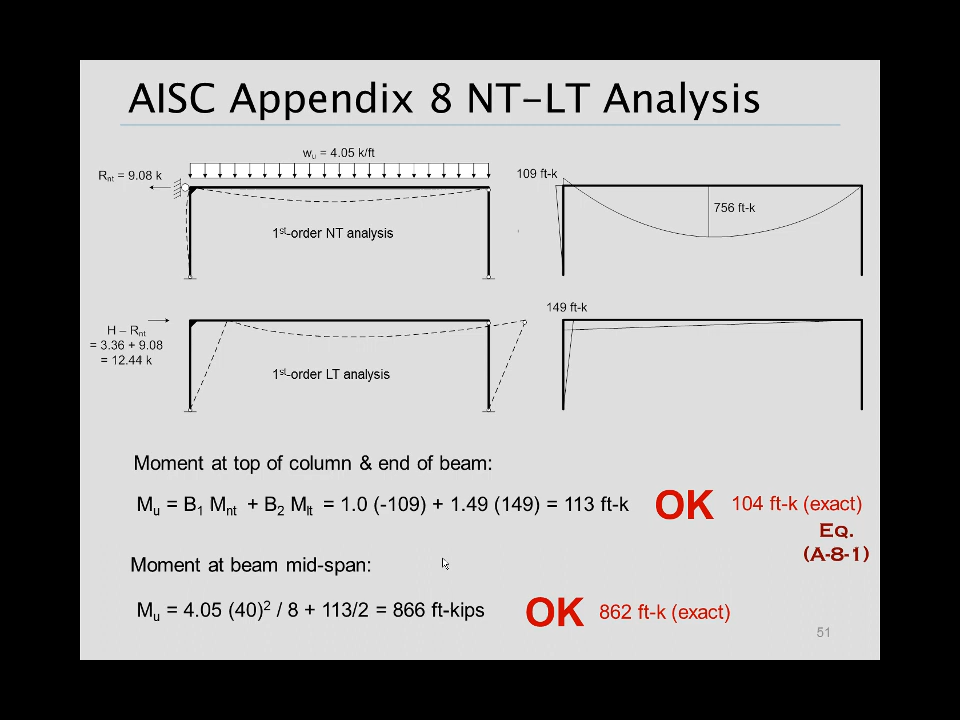 AISC Appendix 8 NT-LT Analysis
wU = 4.05 k/ft
Rnt = 9.08 k
109 ft-k
756 ft-k
1st-order NT analysis
149 ft-k
H – Rnt
= 3.36 + 9.08
= 12.44 k
1st-order LT analysis
Moment at top of column & end of beam:
Mu = B1 Mnt + B2 Mlt = 1.0 (-109) + 1.49 (149) = 113 ft-k OK 104 ft-k (exact)
Eq.
(A-8-1)
Moment at beam mid-span:
Mu = 4.05 (40)2 / 8 + 113/2 = 866 ft-kips OK 862 ft-k (exact)
51